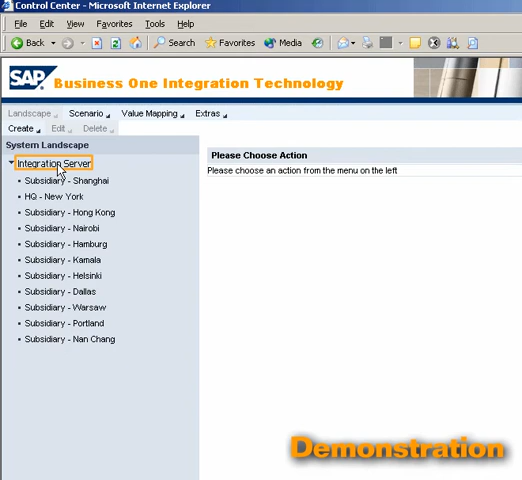 Control Center - Microsoft Internet Explorer
File Edit View Favorites Tools Help
Back Search Favorites Media
SAP Business One Integration Technology
Landscape Scenario Value Mapping Extras
Create Edit Delete
System Landscape
Integration Server
Please Choose Action
Please choose an action from the menu on the left
Subsidiary - Shanghai
HQ - New York
Subsidiary - Hong Kong
Subsidiary - Nairobi
Subsidiary - Hamburg
Subsidiary - Kamala
Subsidiary - Helsinki
Subsidiary - Dallas
Subsidiary - Warsaw
Subsidiary - Portland
Subsidiary - Nan Chang
Demonstration